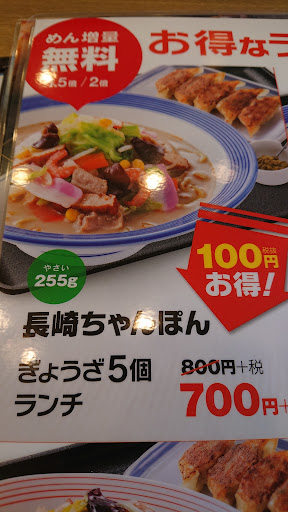 めん増量
無料
.5倍/2倍
お得な
やさい
255g
100円 税抜
お得!
長崎ちゃんぽん
ぎょうざ5個
ランチ
800円+税
700円+